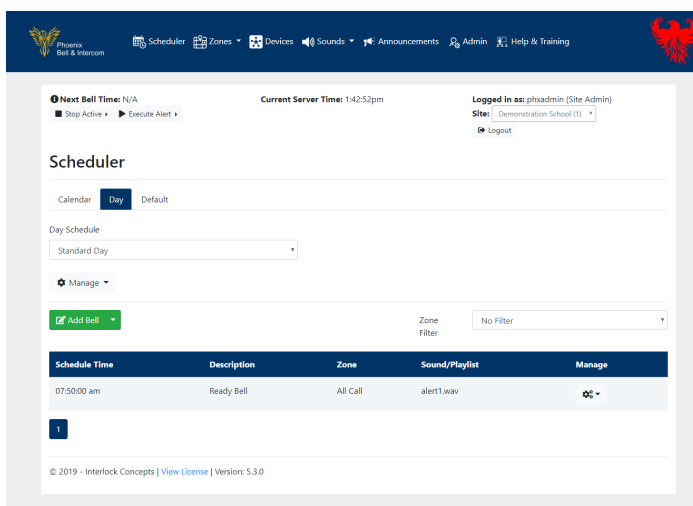 Phoenix
Bell & Intercom
Scheduler Zones Devices Sounds Announcements Admin Help & Training
Next Bell Time: N/A Current Server Time: 1:42:52pm Logged in as: phxadmin (Site Admin)
Stop Active Execute Alert Site: Demonstration School (1)
Logout
Scheduler
Calendar Day Default
Day Schedule
Standard Day
Manage
Add Bell Zone Filter No Filter
Schedule Time Description Zone Sound/Playlist Manage
07:50:00 am Ready Bell All Call alert1.wav
1
© 2019 - Interlock Concepts | View License | Version: 5.3.0